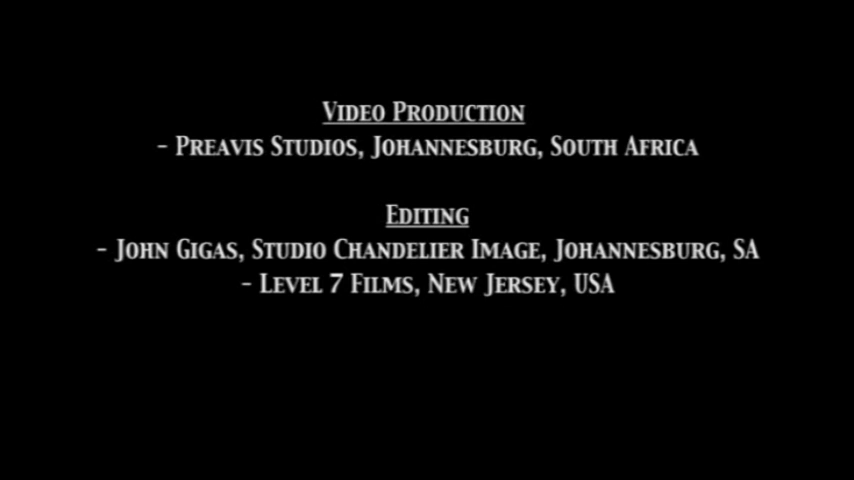 Video Production
- Preavis Studios, Johannesburg, South Africa
Editing
- John Gigas, Studio Chandelier Image, Johannesburg, SA
- Level 7 Films, New Jersey, USA